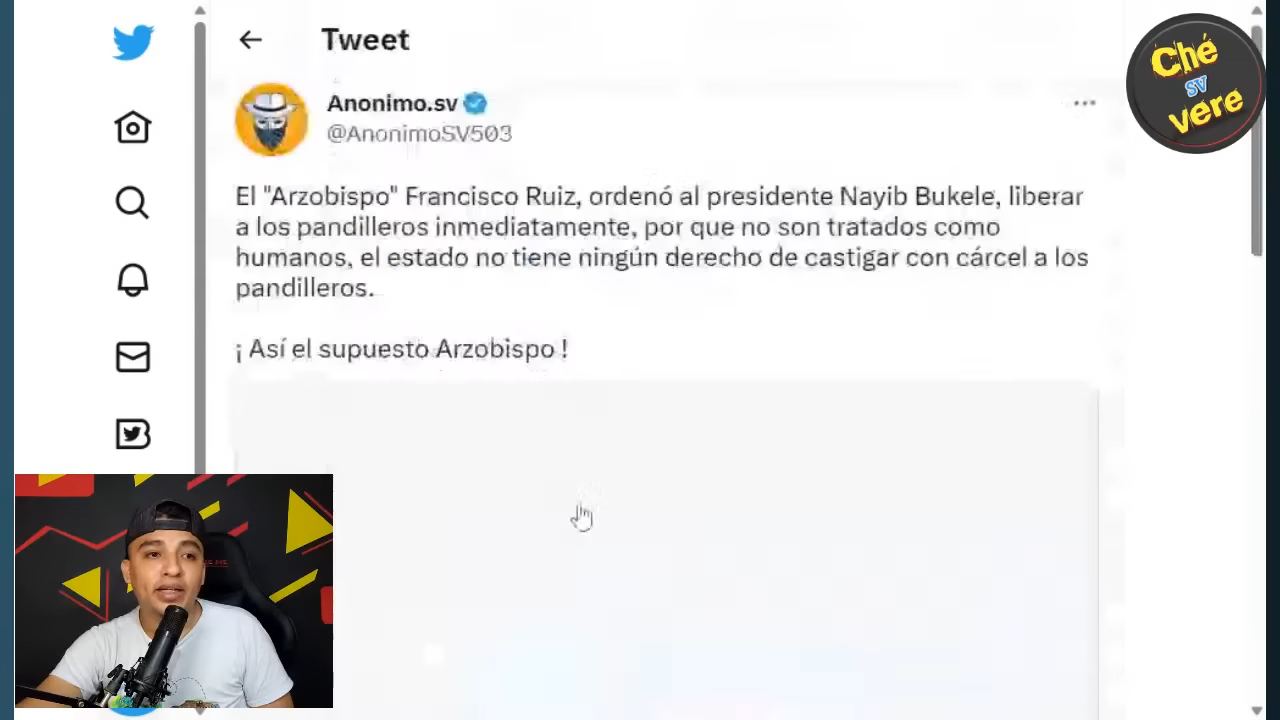 Tweet
Ché
sv
vere
Anonimo.sv
@AnonimoSV503
El "Arzobispo" Francisco Ruiz, ordenó al presidente Nayib Bukele, liberar
a los pandilleros inmediatamente, por que no son tratados como
humanos, el estado no tiene ningún derecho de castigar con cárcel a los
pandilleros.
¡ Así el supuesto Arzobispo !